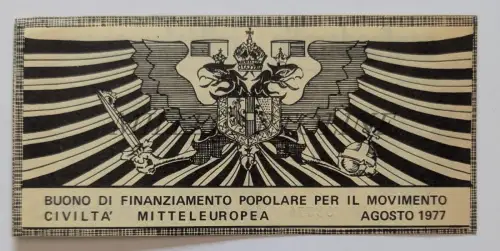 BUONO DI FINANZIAMENTO POPOLARE PER IL MOVIMENTO
CIVILTA' MITTELEUROPEA AGOSTO 1977